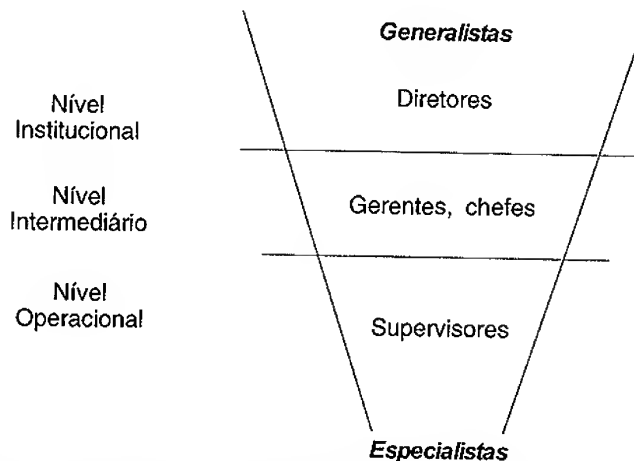 Generalistas
Nível
Institucional
Diretores
Nível
Intermediário
Gerentes, chefes
Nível
Operacional
Supervisores
Especialistas